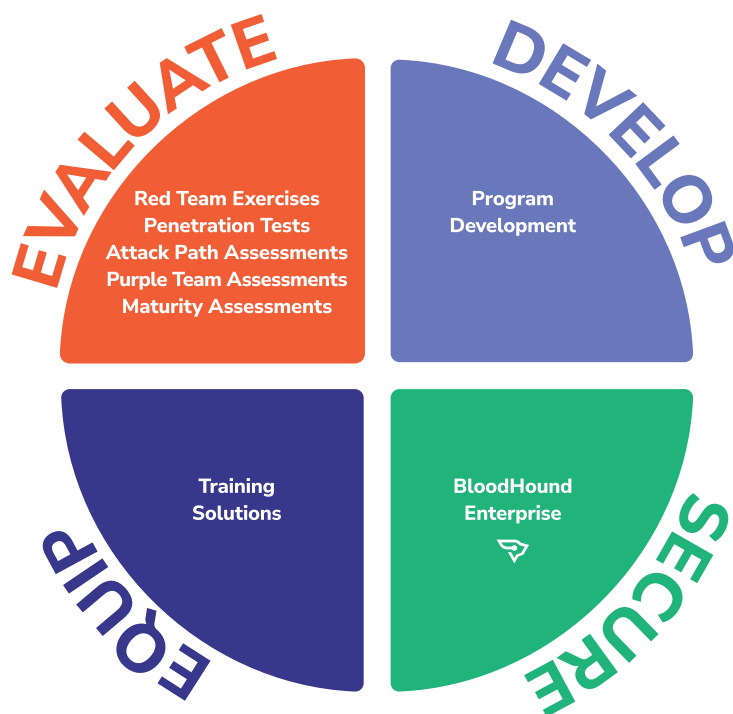 EVALUATE
Red Team Exercises
Penetration Tests
Attack Path Assessments
Purple Team Assessments
Maturity Assessments
DEVELOP
Program
Development
EQUIP
Training
Solutions
SECURE
BloodHound
Enterprise